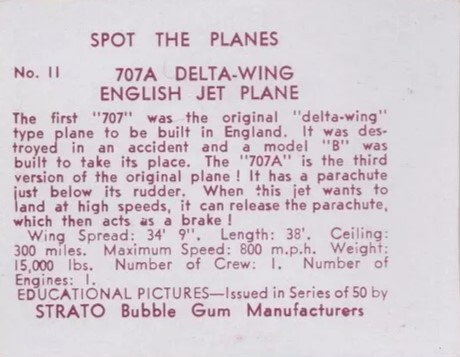 SPOT THE PLANES
No. 11 707A DELTA-WING
ENGLISH JET PLANE
The first "707" was the original "delta-wing"
type plane to be built in England. It was des-
troyed in an accident and a model "B" was
built to take its place. The "707A" is the third
version of the original plane! It has a parachute
just below its rudder. When this jet wants to
land at high speeds, it can release the parachute,
which then acts as a brake!
Wing Spread: 34' 9". Length: 38'. Ceiling:
300 miles. Maximum Speed: 800 m.p.h. Weight:
15,000 lbs. Number of Crew: 1. Number of
Engines: 1.
EDUCATIONAL PICTURES—Issued in Series of 50 by
STRATO Bubble Gum Manufacturers